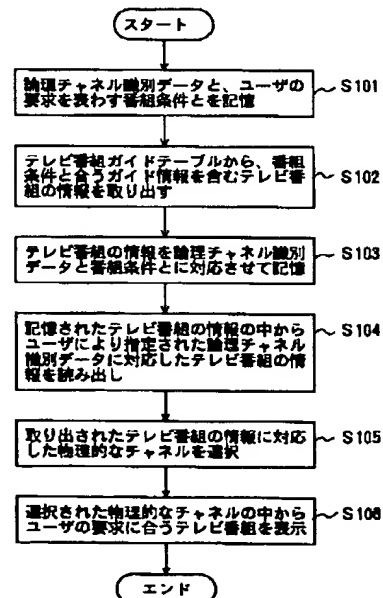 スタート
論理チャネル識別データと、ユーザの
要求を表わす番組条件とを記憶
S101
テレビ番組ガイドテーブルから、番組
条件と合うガイド情報を含むテレビ番
組の情報を取り出す
S102
テレビ番組の情報を論理チャネル識別
データと番組条件とに対応させて記憶
S103
記憶されたテレビ番組の情報の中から
ユーザにより指定された論理チャネル
識別データに対応したテレビ番組の情
報を読み出し
S104
取り出されたテレビ番組の情報に対応
した物理的なチャネルを選択
S105
選択された物理的なチャネルの中から
ユーザの要求に合うテレビ番組を表示
S106
エンド